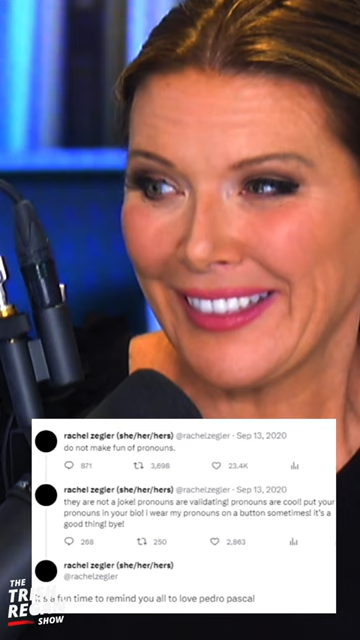 rachel zegler (she/her/hers) @rachelzegler · Sep 13, 2020
do not make fun of pronouns.
871 3,698 23.4K
rachel zegler (she/her/hers) @rachelzegler · Sep 13, 2020
they are not a joke! pronouns are validating! pronouns are cool! put your
pronouns in your bio! i wear my pronouns on a button sometimes! it's a
good thing! bye!
268 250 2,863
rachel zegler (she/her/hers)
@rachelzegler
it's a fun time to remind you all to love pedro pascal
THE
SHOW